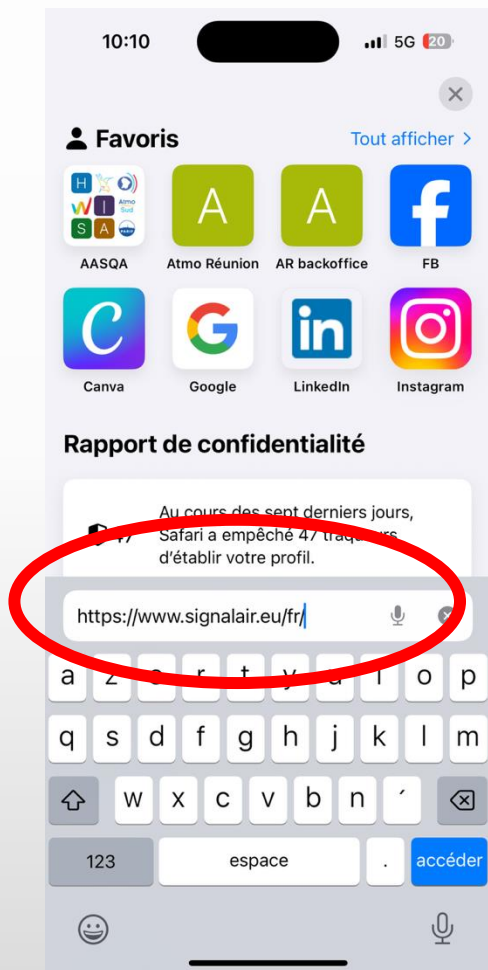 10:10 5G 20
Favoris Tout afficher >
H
W I Atmo Sud
S A
A A f
AASQA Atmo Réunion AR backoffice FB
C G in
Canva Google LinkedIn Instagram
Rapport de confidentialité
Au cours des sept derniers jours,
47 Safari a empêché 47 traqueurs
d'établir votre profil.
https://www.signalair.eu/fr/
a z e r t y u i o p
q s d f g h j k l m
w x c v b n ´
123 espace . accéder